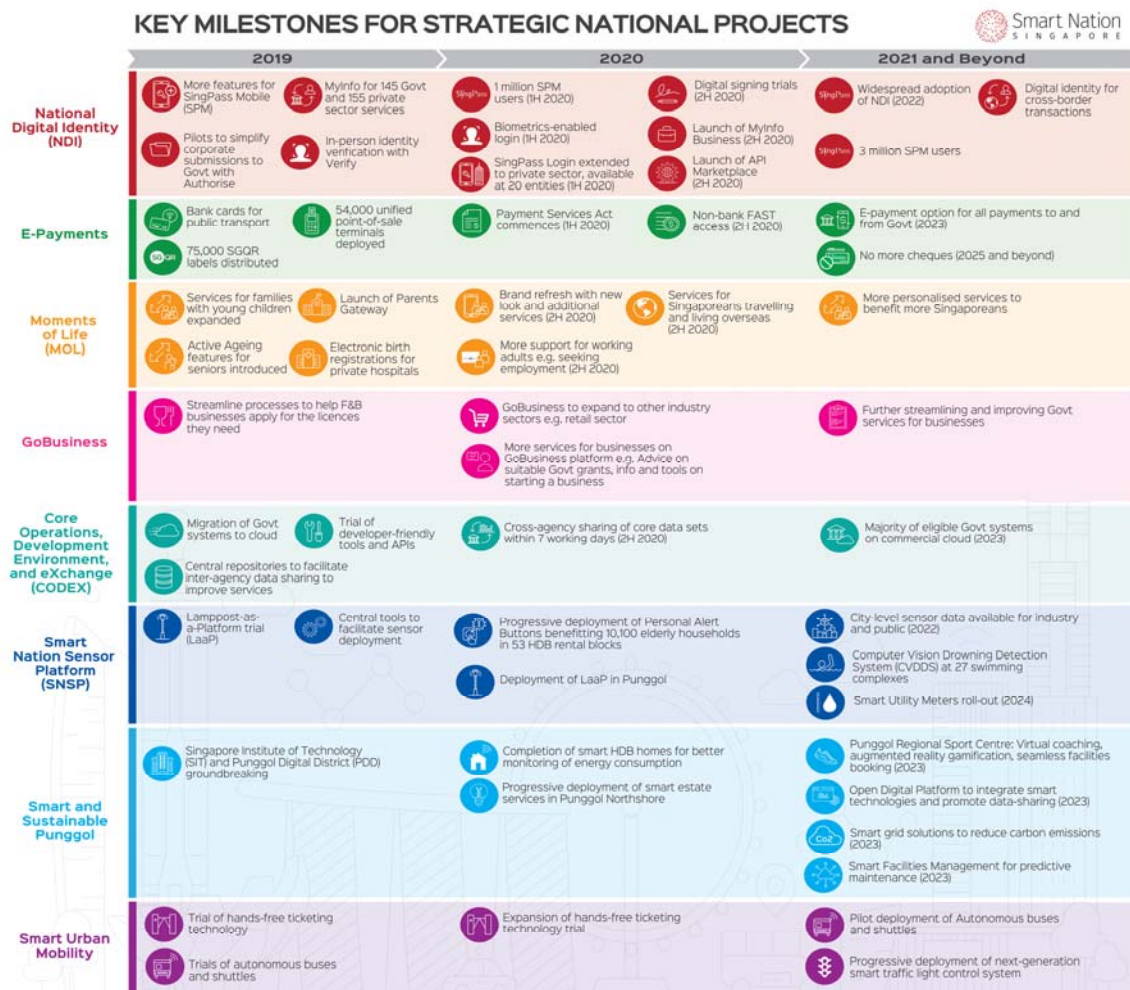 KEY MILESTONES FOR STRATEGIC NATIONAL PROJECTS
Smart Nation
SINGAPORE
2019
2020
2021 and Beyond
National
Digital Identity
(NDI)
More features for
SingPass Mobile
(SPM)
MyInfo for 145 Govt
and 155 private
sector services
Pilots to simplify
corporate
submissions to
Govt with
Authorise
In-person identity
verification with
Verify
SingPass
1 million SPM
users (1H 2020)
Biometrics-enabled
login (1H 2020)
SingPass Login extended
to private sector, available
at 20 entities (1H 2020)
Digital signing trials
(2H 2020)
Launch of MyInfo
Business (2H 2020)
Launch of API
Marketplace
(2H 2020)
SingPass
Widespread adoption
of NDI (2022)
Digital identity for
cross-border
transactions
SingPass
3 million SPM users
E-Payments
Bank cards for
public transport
54,000 unified
point-of-sale
terminals
deployed
SGQR
75,000 SGQR
labels distributed
Payment Services Act
commences (1H 2020)
Non-bank FAST
access (2H 2020)
E-payment option for all payments to and
from Govt (2023)
No more cheques (2025 and beyond)
Moments
of Life
(MOL)
Services for families
with young children
expanded
Launch of Parents
Gateway
Active Ageing
features for
seniors introduced
Electronic birth
registrations for
private hospitals
Brand refresh with new
look and additional
services (2H 2020)
Services for
Singaporeans travelling
and living overseas
(2H 2020)
More support for working
adults e.g. seeking
employment (2H 2020)
More personalised services to
benefit more Singaporeans
GoBusiness
Streamline processes to help F&B
businesses apply for the licences
they need
GoBusiness to expand to other industry
sectors e.g. retail sector
More services for businesses on
GoBusiness platform e.g. Advice on
suitable Govt grants, info and tools on
starting a business
Further streamlining and improving Govt
services for businesses
Core
Operations,
Development
Environment,
and eXchange
(CODEX)
Migration of Govt
systems to cloud
Trial of
developer-friendly
tools and APIs
Central repositories to facilitate
inter-agency data sharing to
improve services
Cross-agency sharing of core data sets
within 7 working days (2H 2020)
Majority of eligible Govt systems
on commercial cloud (2023)
Smart
Nation Sensor
Platform
(SNSP)
Lamppost-as-
a-Platform trial
(LaaP)
Central tools to
facilitate sensor
deployment
Progressive deployment of Personal Alert
Buttons benefitting 10,100 elderly households
in 53 HDB rental blocks
Deployment of LaaP in Punggol
City-level sensor data available for industry
and public (2022)
Computer Vision Drowning Detection
System (CVDDS) at 27 swimming
complexes
Smart Utility Meters roll-out (2024)
Smart and
Sustainable
Punggol
Singapore Institute of Technology
(SIT) and Punggol Digital District (PDD)
groundbreaking
Completion of smart HDB homes for better
monitoring of energy consumption
Progressive deployment of smart estate
services in Punggol Northshore
Punggol Regional Sport Centre: Virtual coaching,
augmented reality gamification, seamless facilities
booking (2023)
Open Digital Platform to integrate smart
technologies and promote data-sharing (2023)
Co2
Smart grid solutions to reduce carbon emissions
(2023)
Smart Facilities Management for predictive
maintenance (2023)
Smart Urban
Mobility
Trial of hands-free ticketing
technology
Trials of autonomous buses
and shuttles
Expansion of hands-free ticketing
technology trial
Pilot deployment of Autonomous buses
and shuttles
Progressive deployment of next-generation
smart traffic light control system